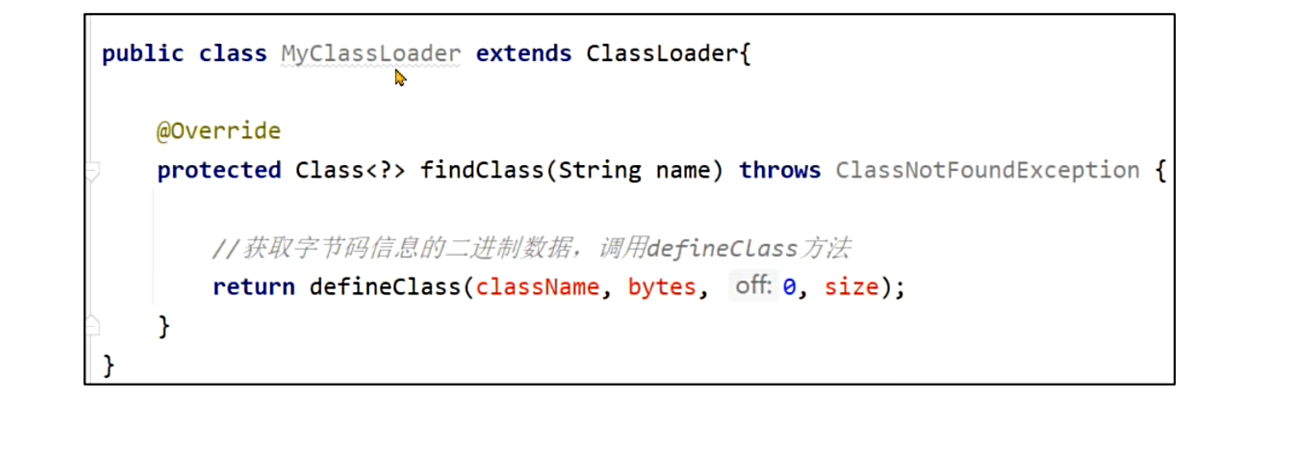 public class MyClassLoader extends ClassLoader{
@Override
protected Class<?> findClass(String name) throws ClassNotFoundException {
//获取字节码信息的二进制数据，调用defineClass方法
return defineClass(className, bytes, off: 0, size);
}
}